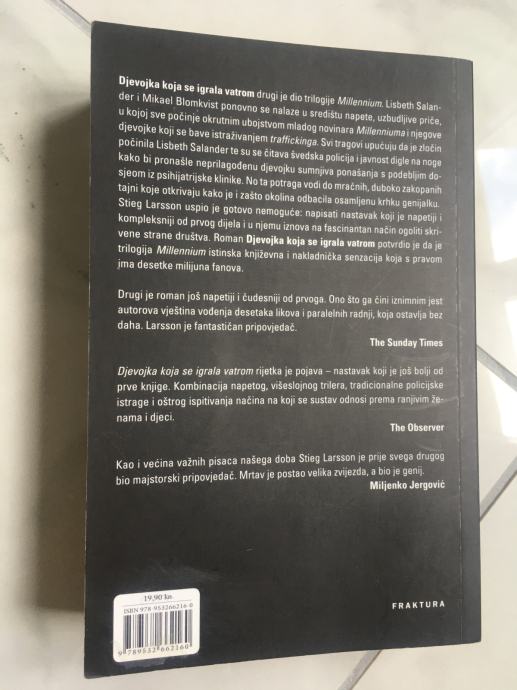 Djevojka koja se igrala vatrom drugi je dio trilogije Millennium. Lisbeth Salan-
der i Mikael Blomkvist ponovno se nalaze u središtu napete, uzbudljive priče,
u kojoj sve počinje okrutnim ubojstvom mladog novinara Millenniuma i njegove
djevojke koji se bave istraživanjem traffickinga. Svi tragovi upućuju da je zločin
počinila Lisbeth Salander te su se čitava švedska policija i javnost digla na noge
kako bi pronašle neprilagođenu djevojku sumnjiva ponašanja s podebljim do-
sjeom iz psihijatrijske klinike. No ta potraga vodi do mračnih, duboko zakopanih
tajni koje otkrivaju kako je i zašto okolina odbacila osamljenu krhku genijalku.
Stieg Larsson uspio je gotovo nemoguće: napisati nastavak koji je napetiji i
kompleksniji od prvog dijela i u njemu iznova na fascinantan način ogoliti skri-
vene strane društva. Roman Djevojka koja se igrala vatrom potvrdio je da je
trilogija Millennium istinska književna i nakladnička senzacija koja s pravom
jma desetke milijuna fanova.
Drugi je roman još napetiji i čudesniji od prvoga. Ono što ga čini iznimnim jest
autorova vještina vođenja desetaka likova i paralelnih radnji, koja ostavlja bez
daha. Larsson je fantastičan pripovjedač.
The Sunday Times
Djevojka koja se igrala vatrom rijetka je pojava – nastavak koji je još bolji od
prve knjige. Kombinacija napetog, višeslojnog trilera, tradicionalne policijske
istrage i oštrog ispitivanja načina na koji se sustav odnosi prema ranjivim že-
nama i djeci.
The Observer
Kao i većina važnih pisaca našega doba Stieg Larsson je prije svega drugog
bio majstorski pripovjedač. Mrtav je postao velika zvijezda, a bio je genij.
Miljenko Jergović
19,90 kn
ISBN 978-953266216-0
9 789532 662160
FRAKTURA